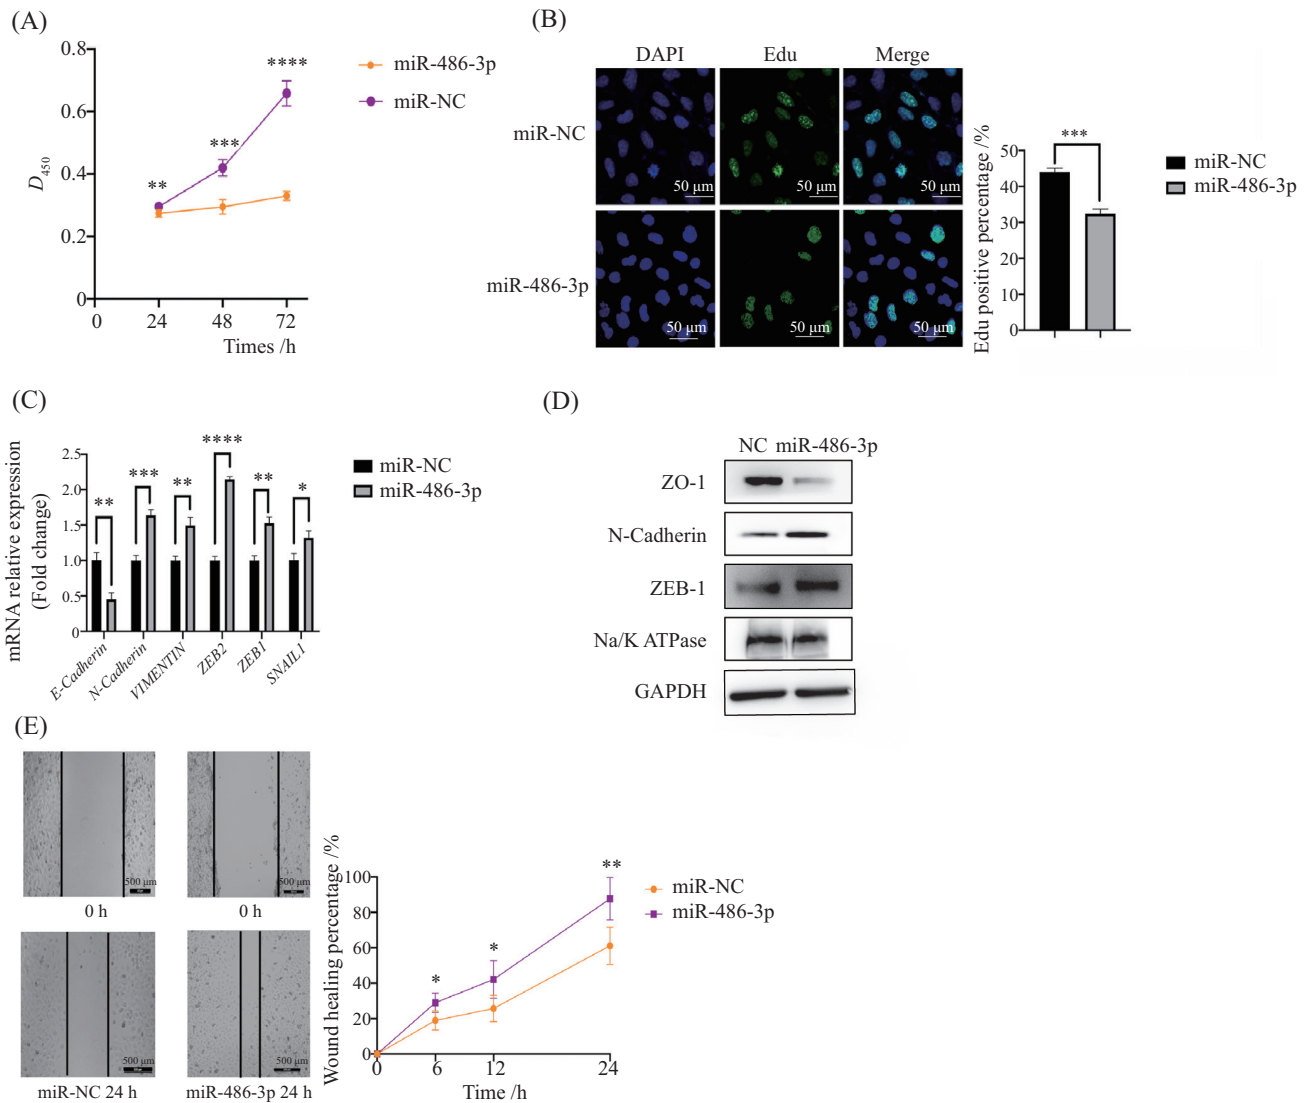 (A)
0.8
0.6
0.4
0.2
0
D450
**
***
****
0
24
48
72
Times /h
miR-486-3p
miR-NC
(B)
DAPI
Edu
Merge
miR-NC
50 μm
50 μm
50 μm
miR-486-3p
50 μm
50 μm
50 μm
Edu positive percentage /%
50
40
30
20
10
0
***
miR-NC
miR-486-3p
(C)
mRNA relative expression
(Fold change)
2.5
2.0
1.5
1.0
0.5
0
**
***
**
****
**
*
E-Cadherin
N-Cadherin
VIMENTIN
ZEB2
ZEB1
SNAIL1
miR-NC
miR-486-3p
(D)
NC miR-486-3p
ZO-1
N-Cadherin
ZEB-1
Na/K ATPase
GAPDH
(E)
500 μm
500 μm
0 h
0 h
500 μm
500 μm
miR-NC 24 h
miR-486-3p 24 h
Wound healing percentage /%
100
80
60
40
20
0
*
*
**
0
6
12
24
Time /h
miR-NC
miR-486-3p